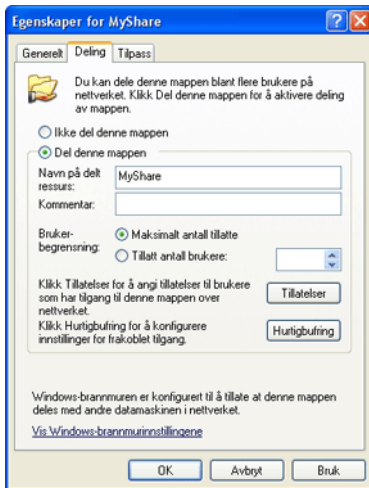 Egenskaper for MyShare
Generelt Deling Tilpass
Du kan dele denne mappen blant flere brukere på
nettverket. Klikk Del denne mappen for å aktivere deling
av mappen.
Ikke del denne mappen
Del denne mappen
Navn på delt
ressurs:
MyShare
Kommentar:
Bruker-
begrensning:
Maksimalt antall tillatte
Tillatt antall brukere:
Klikk Tillatelser for å angi tillatelser til brukere
som har tilgang til denne mappen over
nettverket.
Tillatelser
Klikk Hurtigbufring for å konfigurere
innstillinger for frakoblet tilgang.
Hurtigbufring
Windows-brannmuren er konfigurert til å tillate at denne mappen
deles med andre datamaskinen i nettverket.
Vis Windows-brannmurinnstillingene
OK Avbryt Bruk